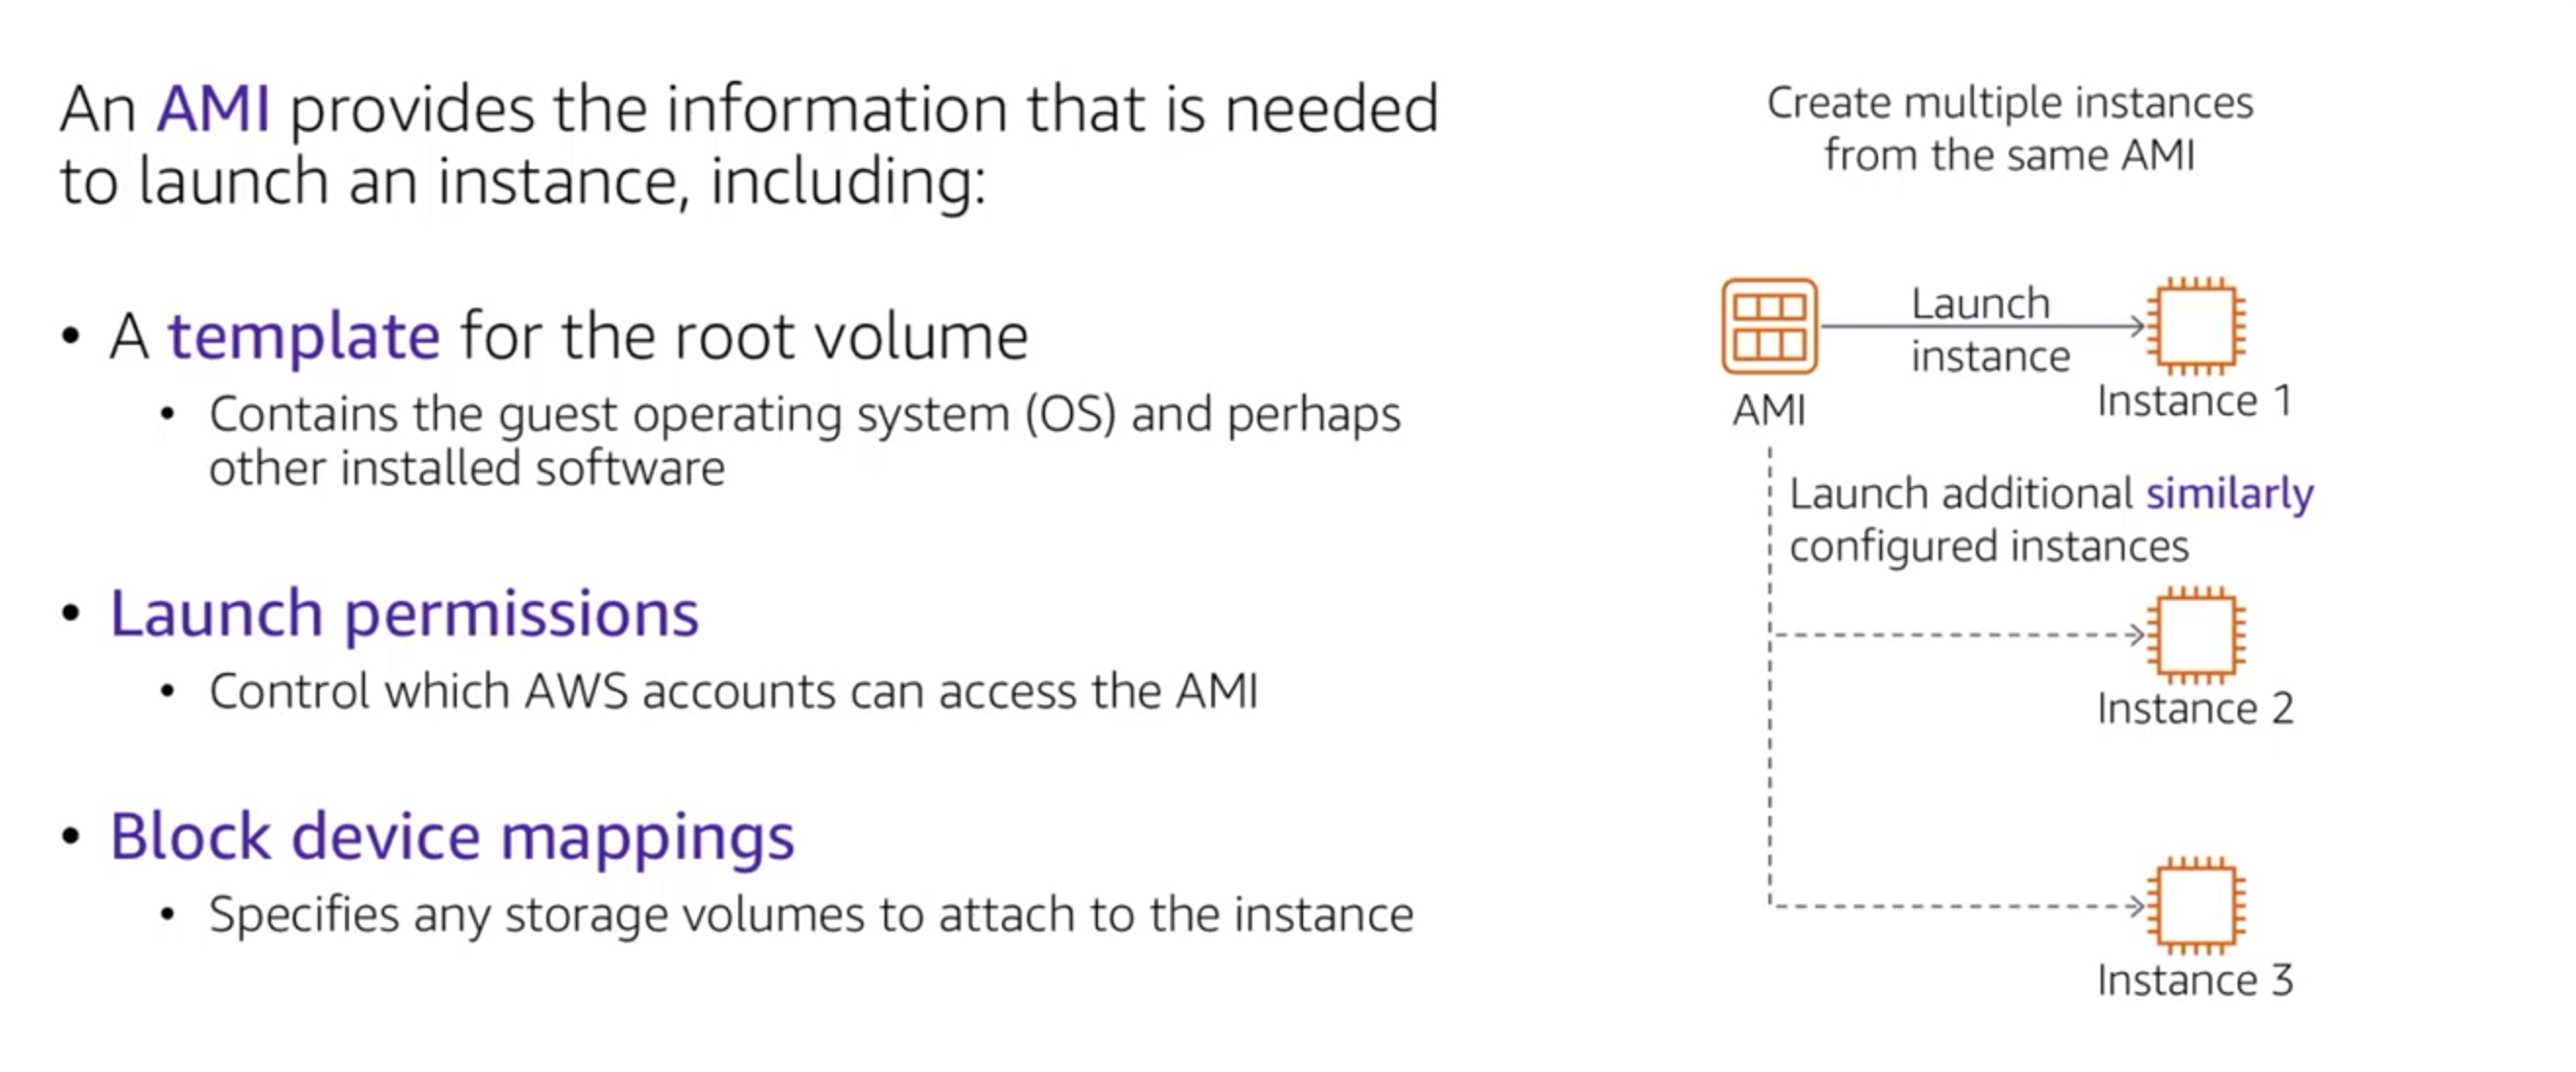 An AMI provides the information that is needed
to launch an instance, including:
• A template for the root volume
• Contains the guest operating system (OS) and perhaps
other installed software
• Launch permissions
• Control which AWS accounts can access the AMI
• Block device mappings
• Specifies any storage volumes to attach to the instance
Create multiple instances
from the same AMI
Launch
instance
AMI
Instance 1
Launch additional similarly
configured instances
Instance 2
Instance 3